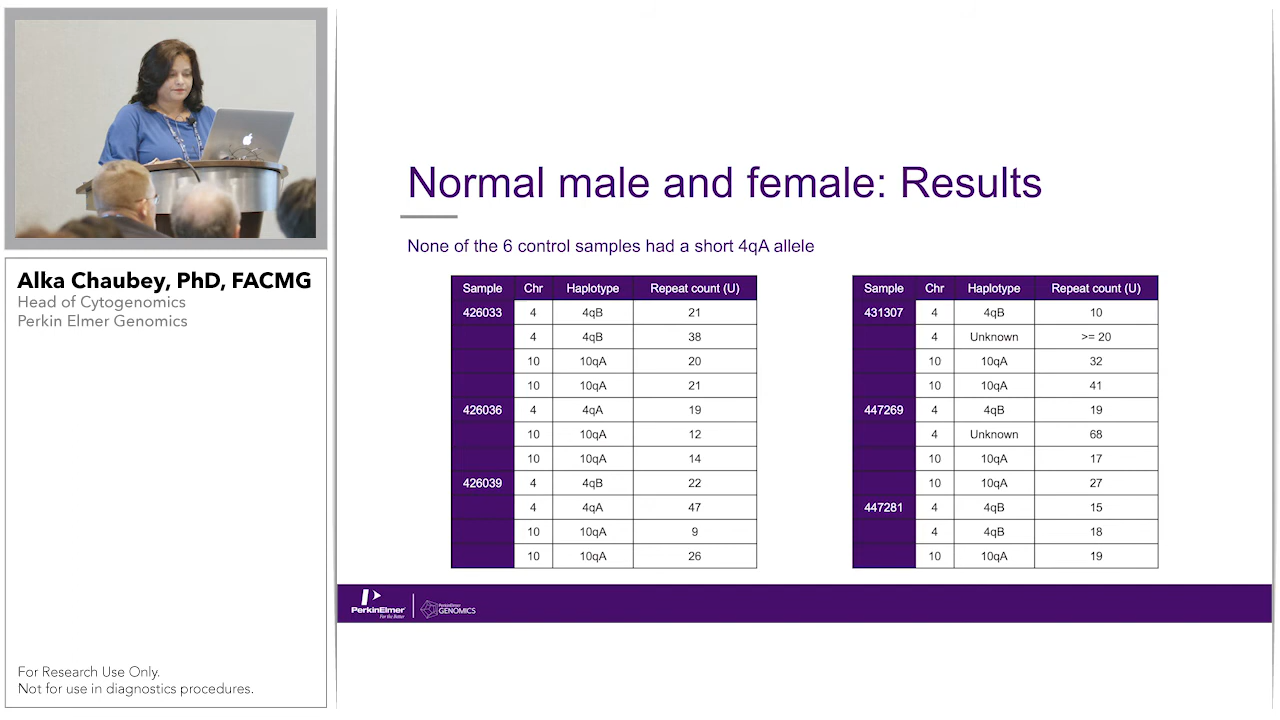 Alka Chaubey, PhD, FACMG
Head of Cytogenomics
Perkin Elmer Genomics
For Research Use Only.
Not for use in diagnostics procedures.
Normal male and female: Results
None of the 6 control samples had a short 4qA allele
Sample Chr Haplotype Repeat count (U)
426033 4 4qB 21
4 4qB 38
10 10qA 20
10 10qA 21
426036 4 4qA 19
10 10qA 12
10 10qA 14
426039 4 4qB 22
4 4qA 47
10 10qA 9
10 10qA 26
Sample Chr Haplotype Repeat count (U)
431307 4 4qB 10
4 Unknown >= 20
10 10qA 32
10 10qA 41
447269 4 4qB 19
4 Unknown 68
10 10qA 17
10 10qA 27
447281 4 4qB 15
4 4qB 18
10 10qA 19
PerkinElmer
For the Better
PerkinElmer
GENOMICS